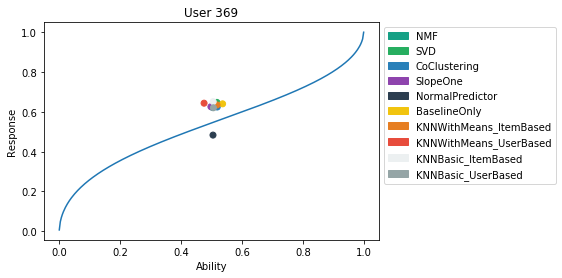 User 369
1.0
0.8
0.6
0.4
0.2
0.0
Response
0.0 0.2 0.4 0.6 0.8 1.0
Ability
NMF
SVD
CoClustering
SlopeOne
NormalPredictor
BaselineOnly
KNNWithMeans_ItemBased
KNNWithMeans_UserBased
KNNBasic_ItemBased
KNNBasic_UserBased